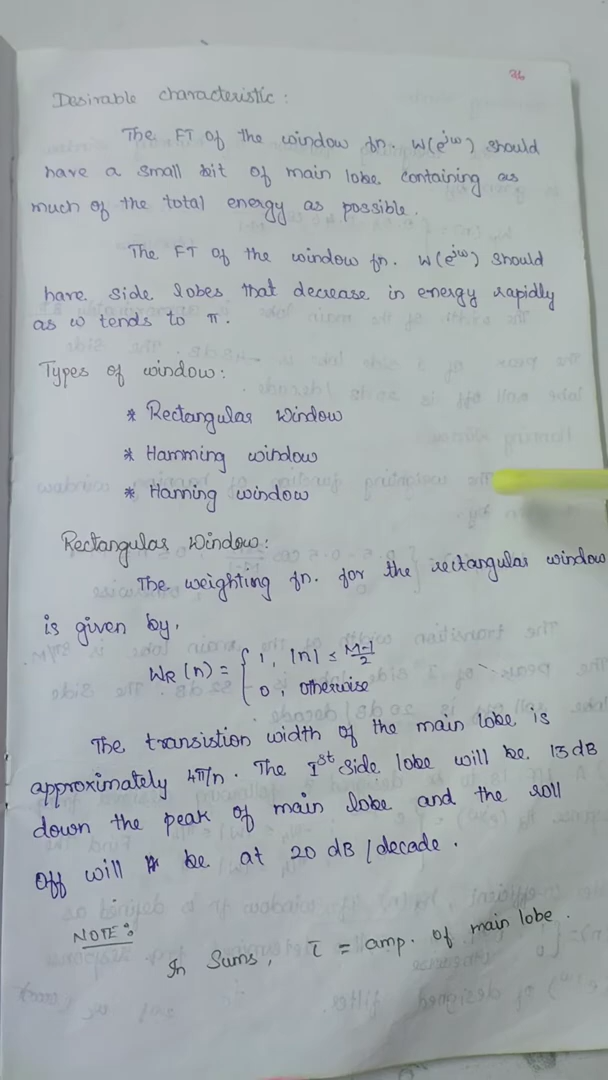 26
Desirable characteristic:
The FT of the window fn. W(e^jω) should
have a small bit of main lobe containing as
much of the total energy as possible.
The FT of the window fn. W(e^jω) should
have side lobes that decrease in energy rapidly
as ω tends to π.
Types of window:
* Rectangular window
* Hamming window
* Hanning window
Rectangular window:
The weighting fn. for the rectangular window
is given by,
WR(n) = { 1, |n| ≤ M-1/2
0, otherwise
The transistion width of the main lobe is
approximately 4π/n. The Ist side lobe will be 13 dB
down the peak of main lobe and the roll
off will be at 20 dB/decade.
NOTE:
In sums, τ = amp. of main lobe.